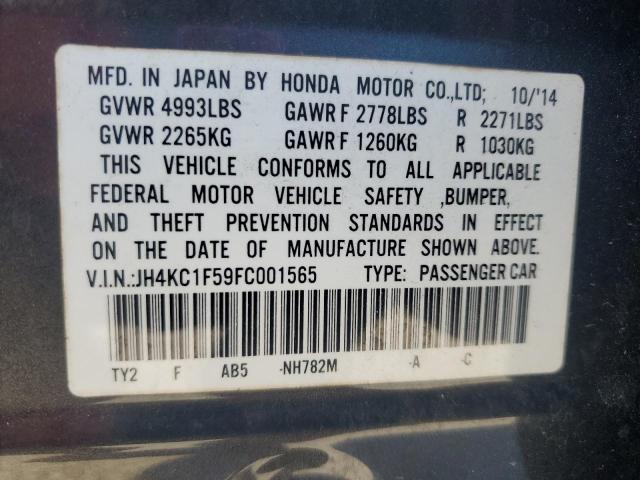 MFD. IN JAPAN BY HONDA MOTOR CO.,LTD; 10/'14
GVWR 4993LBS GAWR F 2778LBS R 2271LBS
GVWR 2265KG GAWR F 1260KG R 1030KG
THIS VEHICLE CONFORMS TO ALL APPLICABLE
FEDERAL MOTOR VEHICLE SAFETY ,BUMPER,
AND THEFT PREVENTION STANDARDS IN EFFECT
ON THE DATE OF MANUFACTURE SHOWN ABOVE.
V.I.N.:JH4KC1F59FC001565 TYPE: PASSENGER CAR
TY2 F AB5 -NH782M -A -C